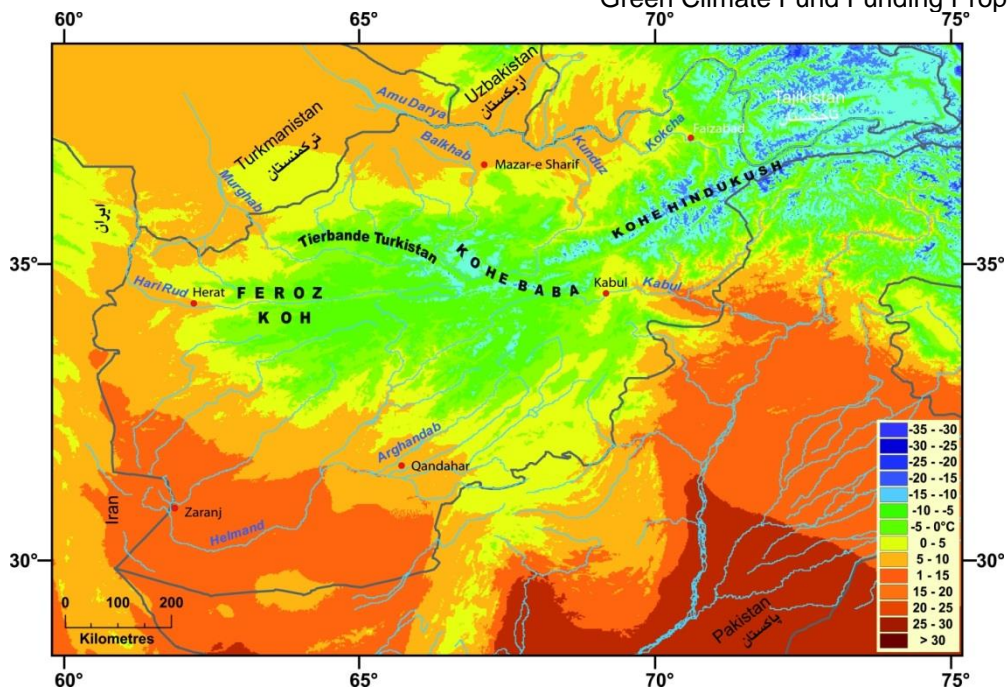 Green Climate Fund Funding Prop
60° 65° 70° 75°
Uzbekistan
ازبکستان
Tajikistan
Amu Darya
Turkmanistan
ترکمنستان
Kokcha
Faizabad
Balkhab
Kunduz
Mazar-e Sharif
Murghab
KOHE HINDUKUSH
ایران
Tierbande Turkistan
35° 35°
KOHE BABA
Hari Rud
Herat
FEROZ
KOH
Kabul
Kabul
Arghandab
Qandahar
-35 - -30
-30 - -25
-25 - -20
-20 - -15
-15 - -10
-10 - -5
-5 - 0°C
0 - 5
5 - 10
1 - 15
15 - 20
20 - 25
25 - 30
> 30
Iran
Zaranj
Helmand
30° 30°
0 100 200
Kilometres
Pakistan
پاکستان
60° 65° 70° 75°